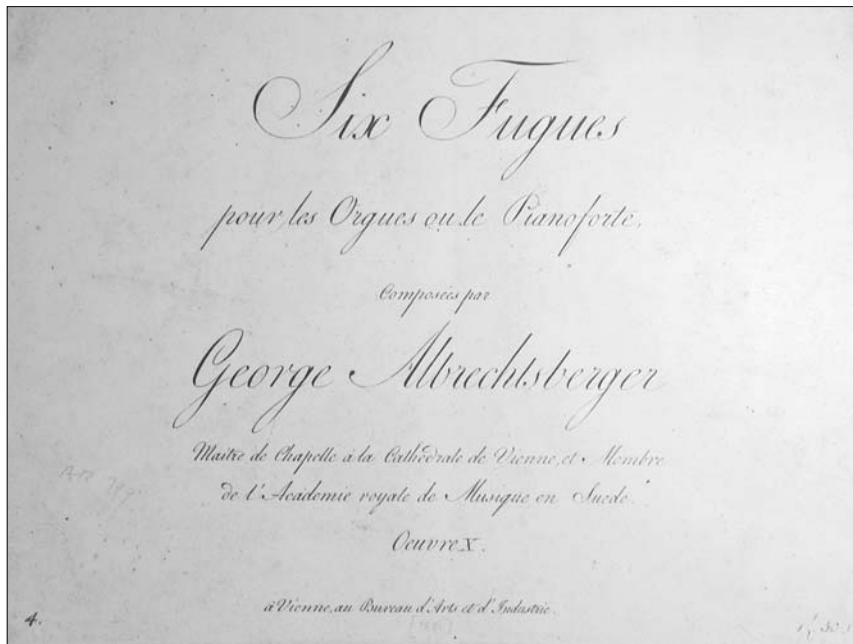 Six Fugues
pour les Orgues ou le Pianoforte,
Composées par
George Albrechtsberger
Maitre de Chapelle à la Cathédrale de Vienne, et Membre
de l'Academie royale de Musique en Suede.
Oeuvre X.
à Vienne, au Bureau d'Arts et d'Industrie.
4.